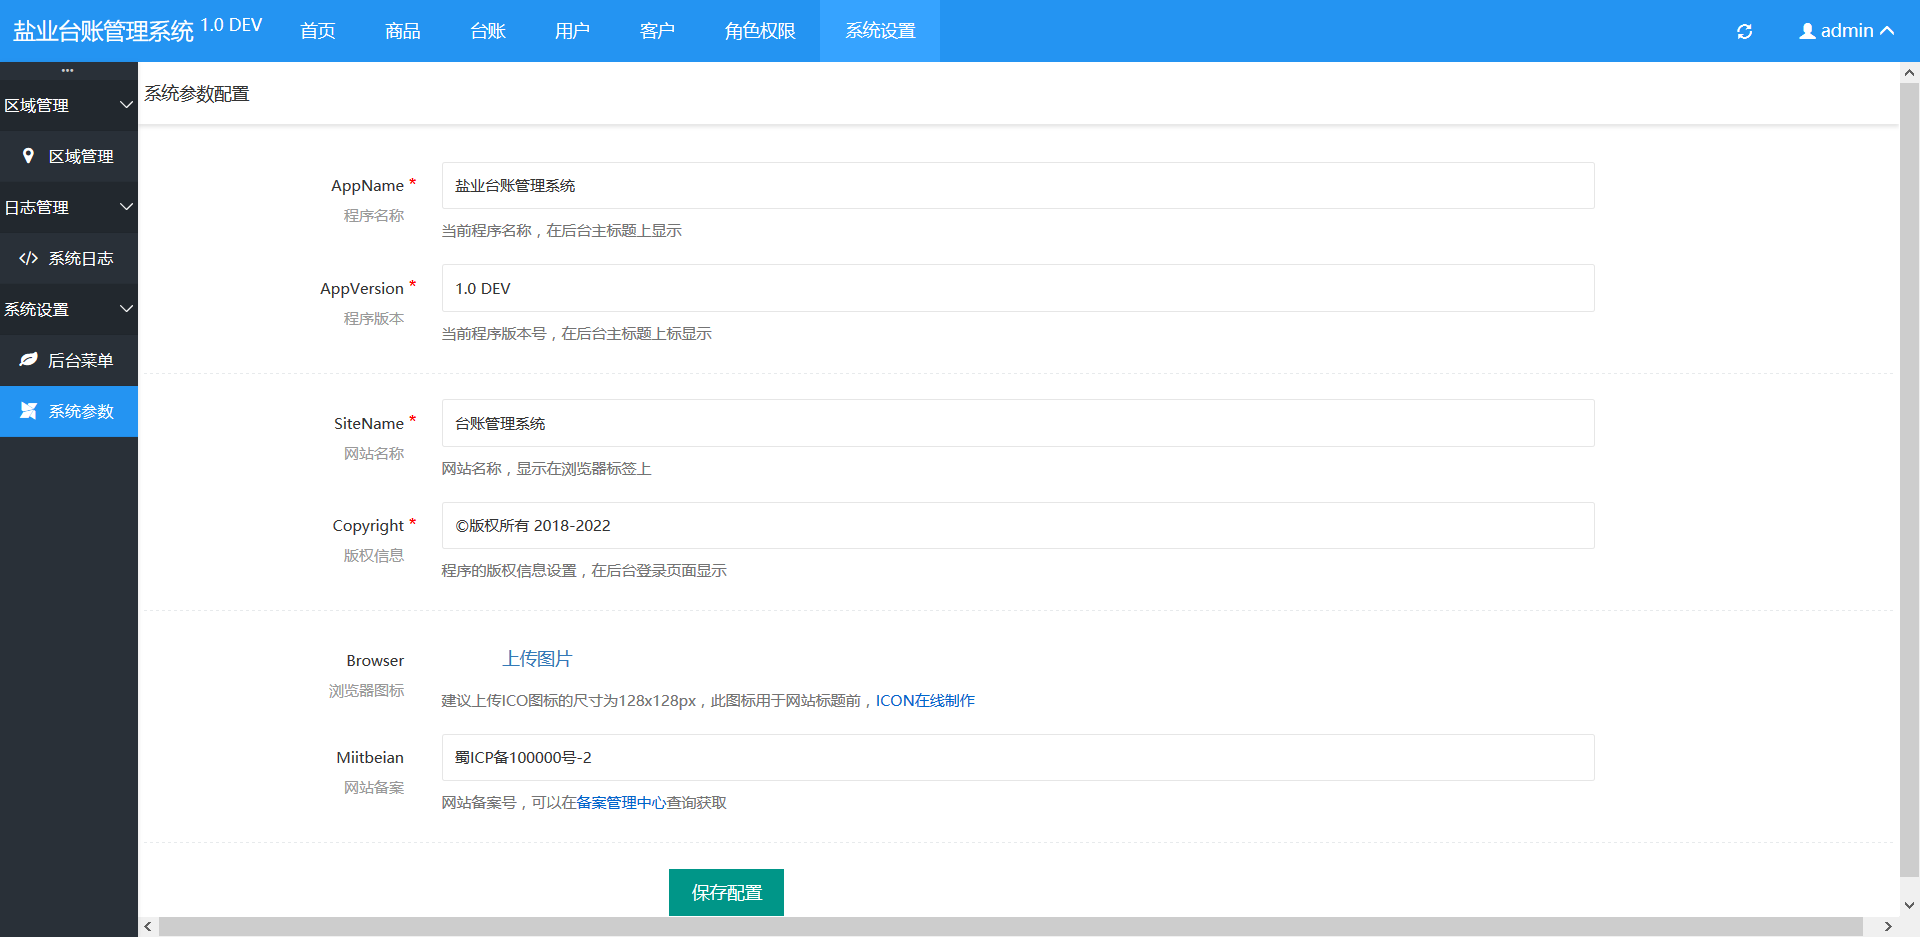 盐业台账管理系统 1.0 DEV 首页 商品 台账 用户 客户 角色权限 系统设置 admin
区域管理
区域管理
日志管理
系统日志
系统设置
后台菜单
系统参数
系统参数配置
AppName * 盐业台账管理系统
程序名称
当前程序名称，在后台主标题上显示
AppVersion * 1.0 DEV
程序版本
当前程序版本号，在后台主标题上标显示
SiteName * 台账管理系统
网站名称
网站名称，显示在浏览器标签上
Copyright * ©版权所有 2018-2022
版权信息
程序的版权信息设置，在后台登录页面显示
Browser 上传图片
浏览器图标
建议上传ICO图标的尺寸为128x128px，此图标用于网站标题前，ICON在线制作
Miitbeian 蜀ICP备100000号-2
网站备案
网站备案号，可以在备案管理中心查询获取
保存配置